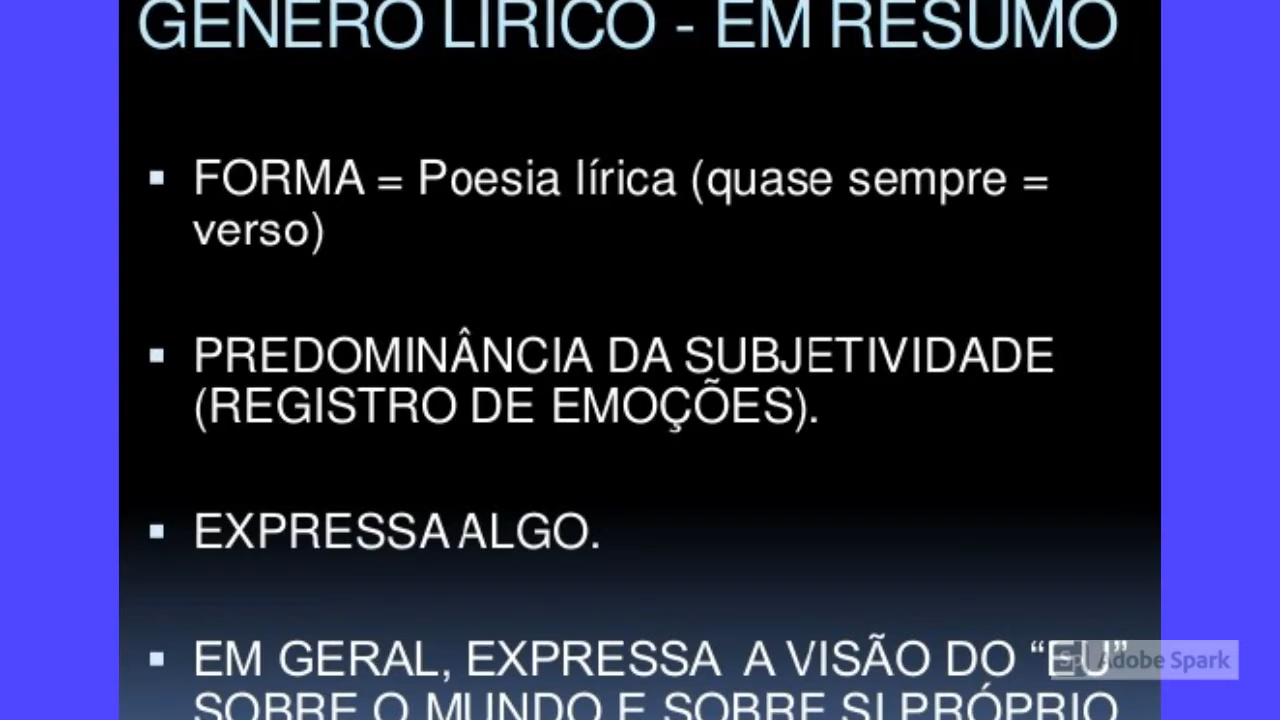 GÊNERO LÍRICO - EM RESUMO
▪ FORMA = Poesia lírica (quase sempre =
verso)
▪ PREDOMINÂNCIA DA SUBJETIVIDADE
(REGISTRO DE EMOÇÕES).
▪ EXPRESSA ALGO.
▪ EM GERAL, EXPRESSA A VISÃO DO “EU”
SOBRE O MUNDO E SOBRE SI PRÓPRIO
Sp Adobe Spark